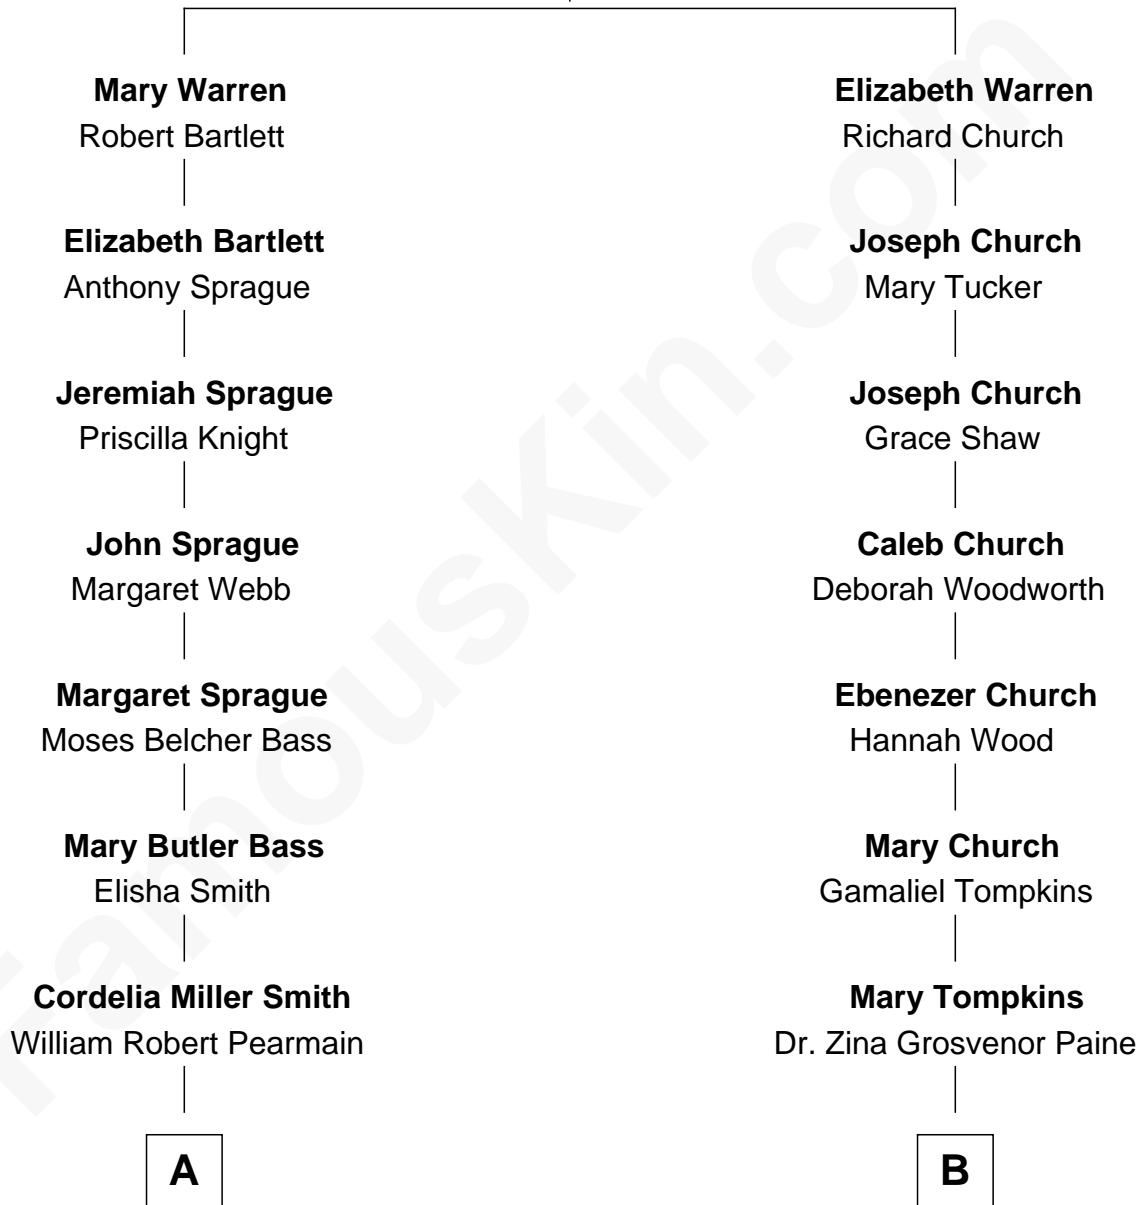 Mary Warren
Robert Bartlett
Elizabeth Warren
Richard Church
Elizabeth Bartlett
Anthony Sprague
Joseph Church
Mary Tucker
Jeremiah Sprague
Priscilla Knight
Joseph Church
Grace Shaw
John Sprague
Margaret Webb
Caleb Church
Deborah Woodworth
Margaret Sprague
Moses Belcher Bass
Ebenezer Church
Hannah Wood
Mary Butler Bass
Elisha Smith
Mary Church
Gamaliel Tompkins
Cordelia Miller Smith
William Robert Pearmain
Mary Tompkins
Dr. Zina Grosvenor Paine
A
B
FamousKin.com